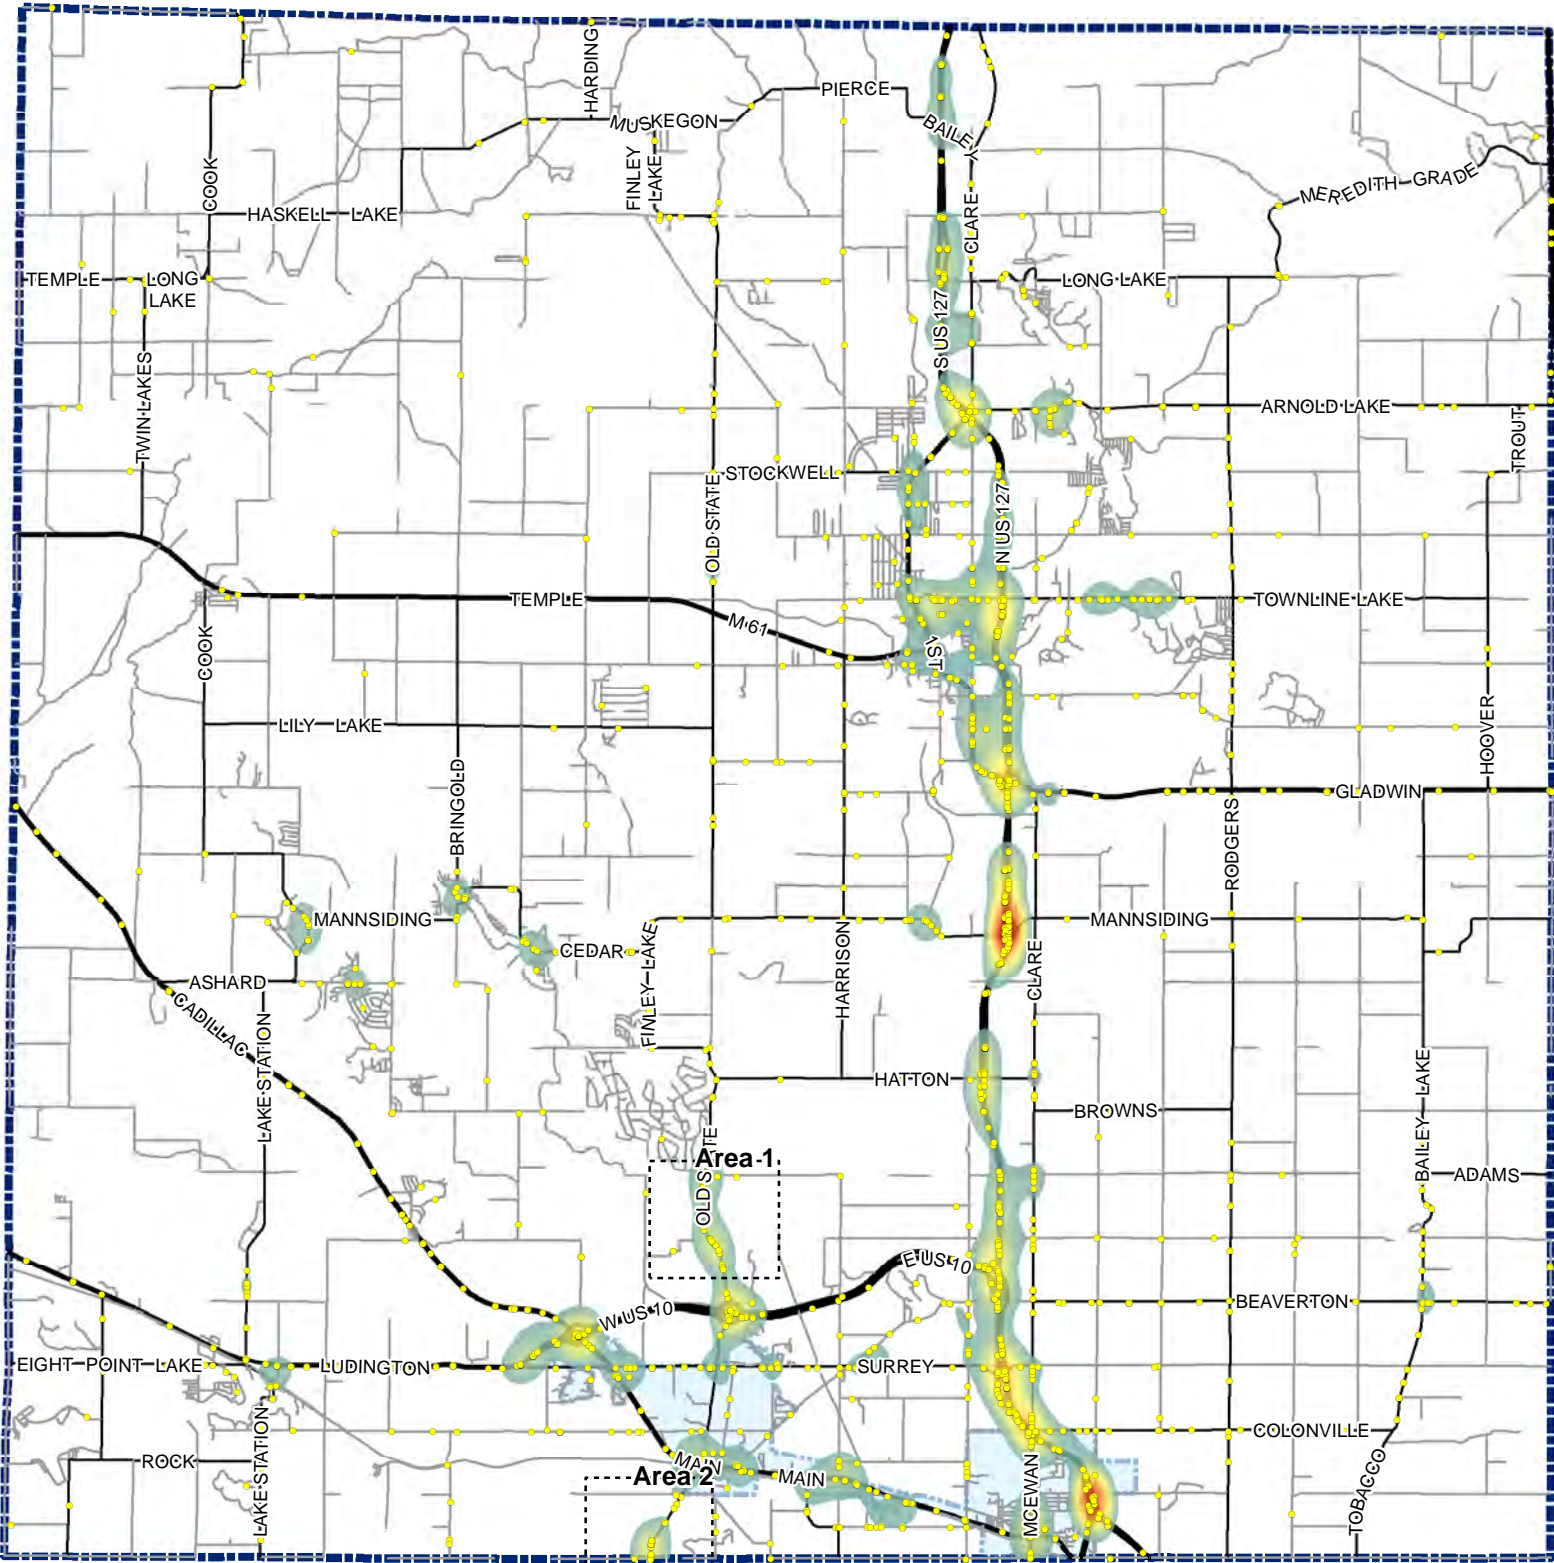 HARDING
PIERCE
MUSKEGON
BAILEY
COOK
FINLEY
LAKE
MEREDITH GRADE
HASKELL LAKE
CLARE
TEMPLE
LONG
LAKE
LONG LAKE
S US 127
TWIN LAKES
ARNOLD LAKE
TROUT
STOCKWELL
OLD STATE
N US 127
TEMPLE
TOWNLINE LAKE
M 61
COOK
1ST
LILY LAKE
HOOVER
BRINGOLD
GLADWIN
RODGERS
MANNSIDING
MANNSIDING
CEDAR
FINLEY LAKE
HARRISON
CLARE
ASHARD
CADILLAC
LAKE STATION
HATTON
BROWNS
BAILEY LAKE
OLD STATE
Area 1
ADAMS
E US 10
W US 10
BEAVERTON
EIGHT POINT LAKE
LUDINGTON
SURREY
COLONVILLE
ROCK
LAKE STATION
MAIN
MAIN
Area 2
MCEWAN
TOBACCO